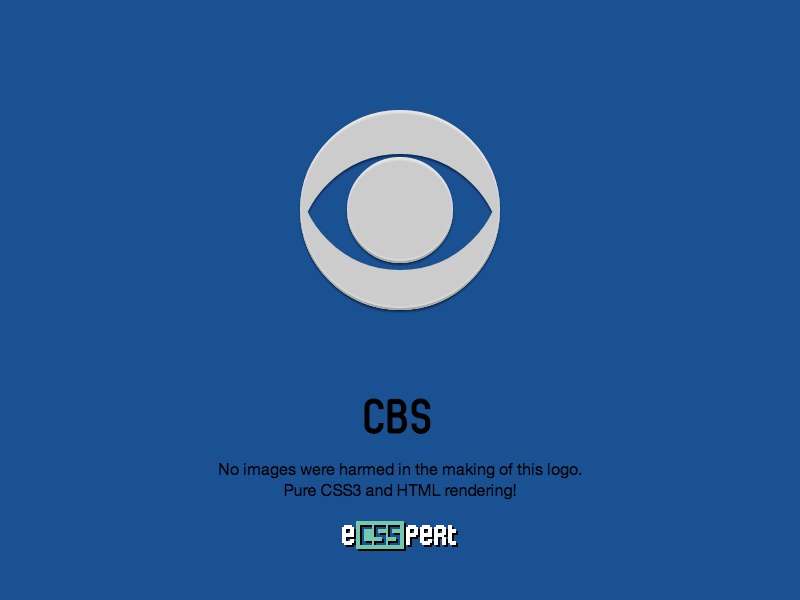 CBS
No images were harmed in the making of this logo.
Pure CSS3 and HTML rendering!
eCSSpert